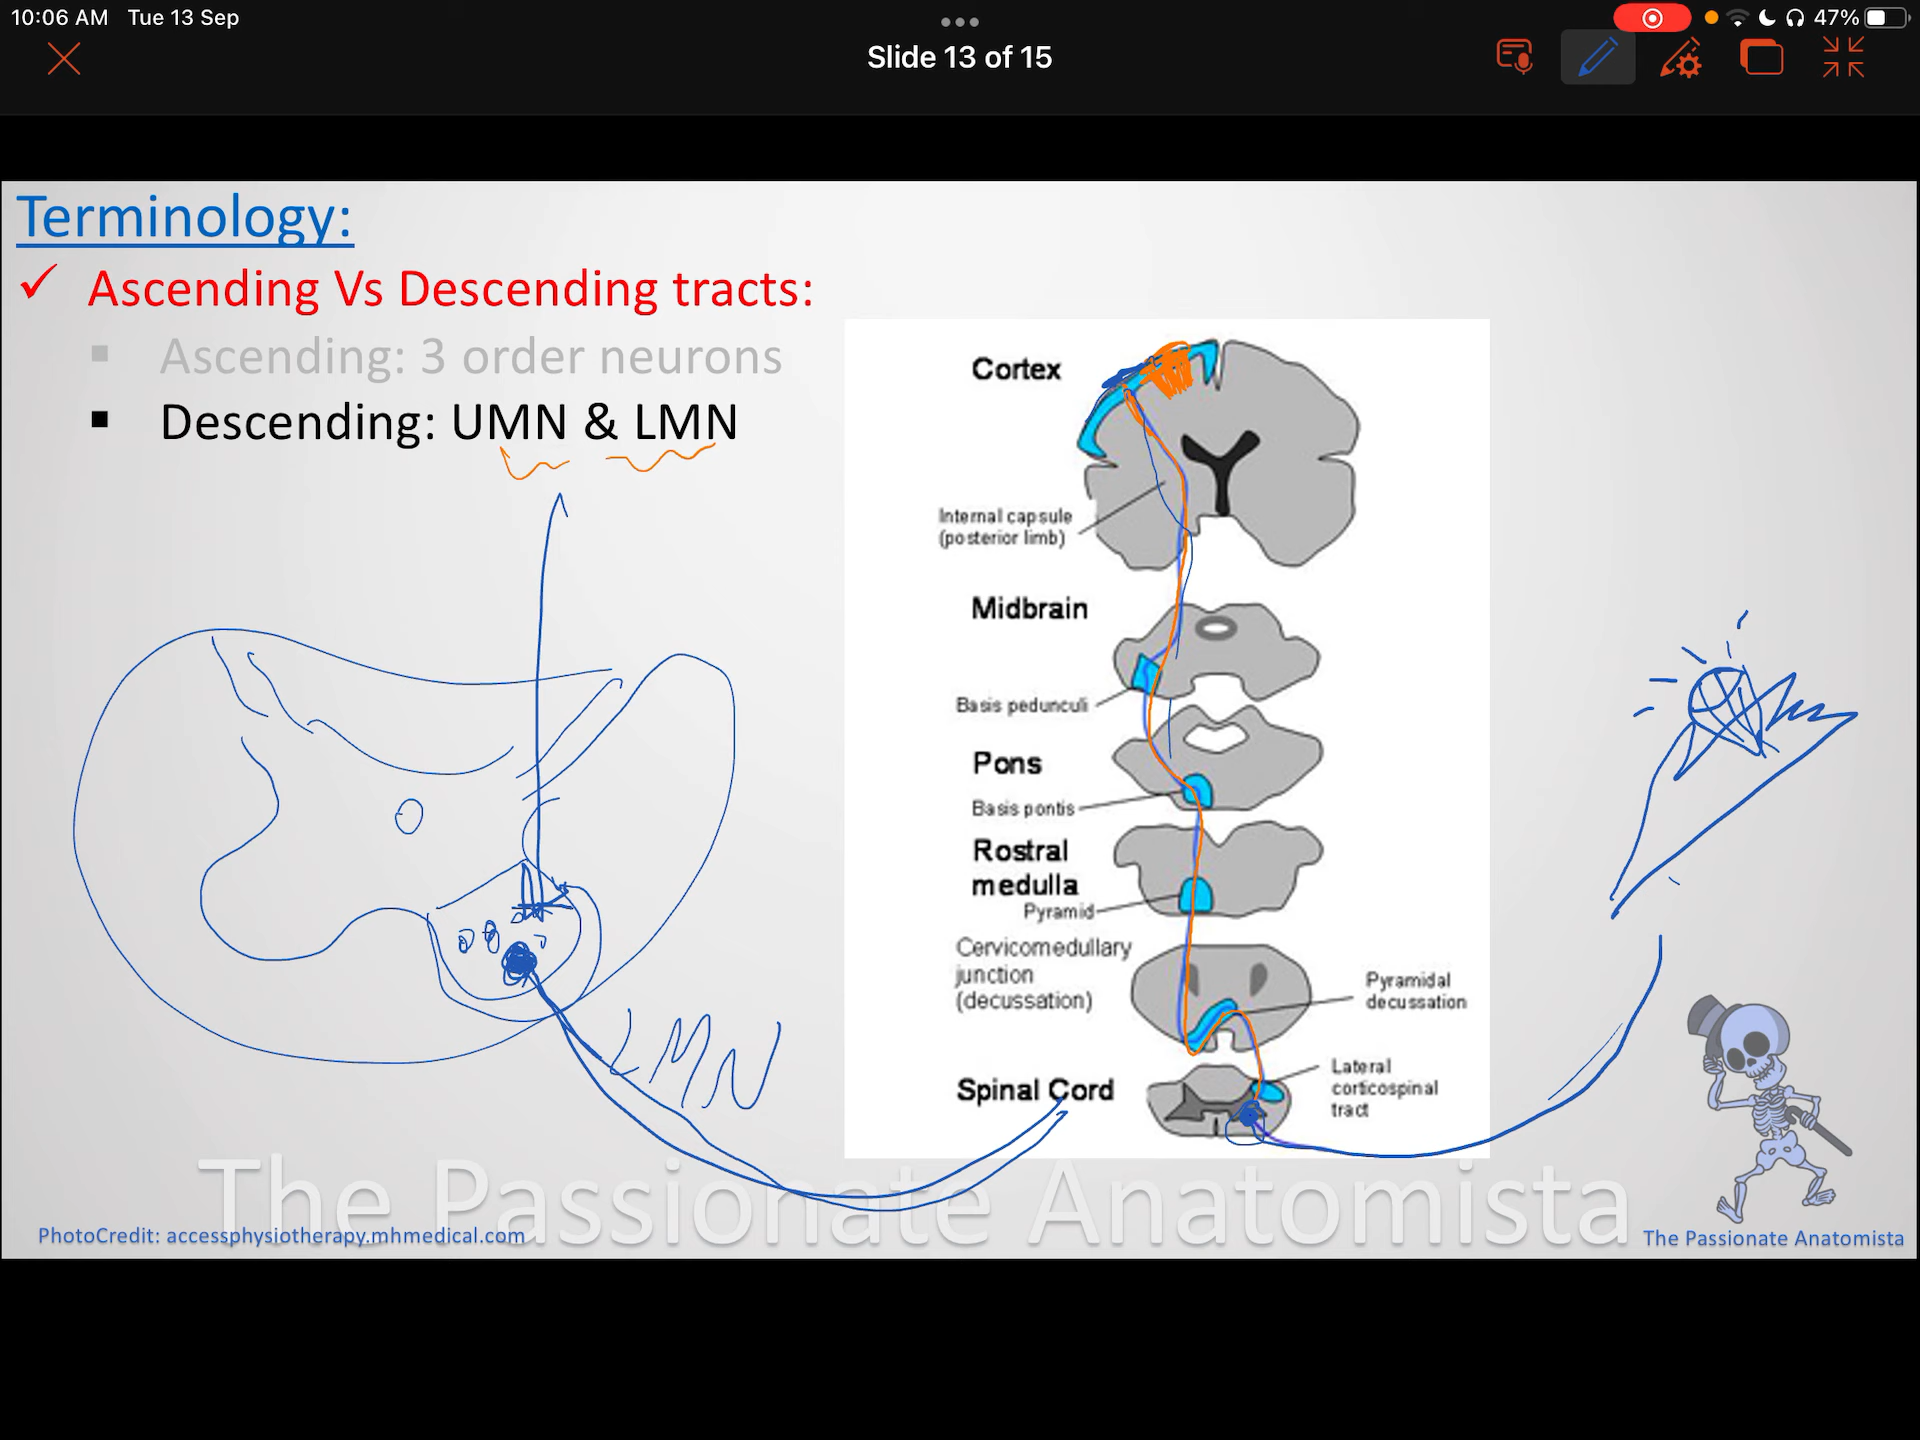 10:06 AM Tue 13 Sep
47%
Slide 13 of 15
Terminology:
✓ Ascending Vs Descending tracts:
▪ Ascending: 3 order neurons
▪ Descending: UMN & LMN
Cortex
Internal capsule
(posterior limb)
Midbrain
Basis pedunculi
Pons
Basis pontis
Rostral
medulla
Pyramid
Cervicomedullary
junction
(decussation)
Pyramidal
decussation
Spinal Cord
Lateral
corticospinal
tract
LMN
The Passionate Anatomista
PhotoCredit: accessphysiotherapy.mhmedical.com
The Passionate Anatomista